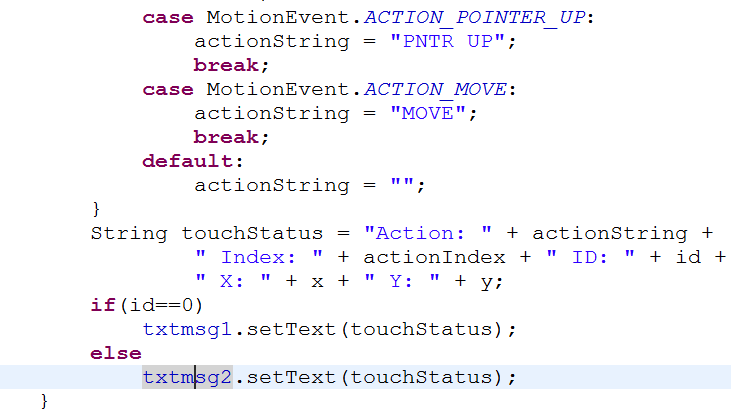 case MotionEvent.ACTION_POINTER_UP:
actionString = "PNTR UP";
break;
case MotionEvent.ACTION_MOVE:
actionString = "MOVE";
break;
default:
actionString = "";
}
String touchStatus = "Action: " + actionString +
" Index: " + actionIndex + " ID: " + id +
" X: " + x + " Y: " + y;
if(id==0)
txtmsg1.setText(touchStatus);
else
txtmsg2.setText(touchStatus);
}